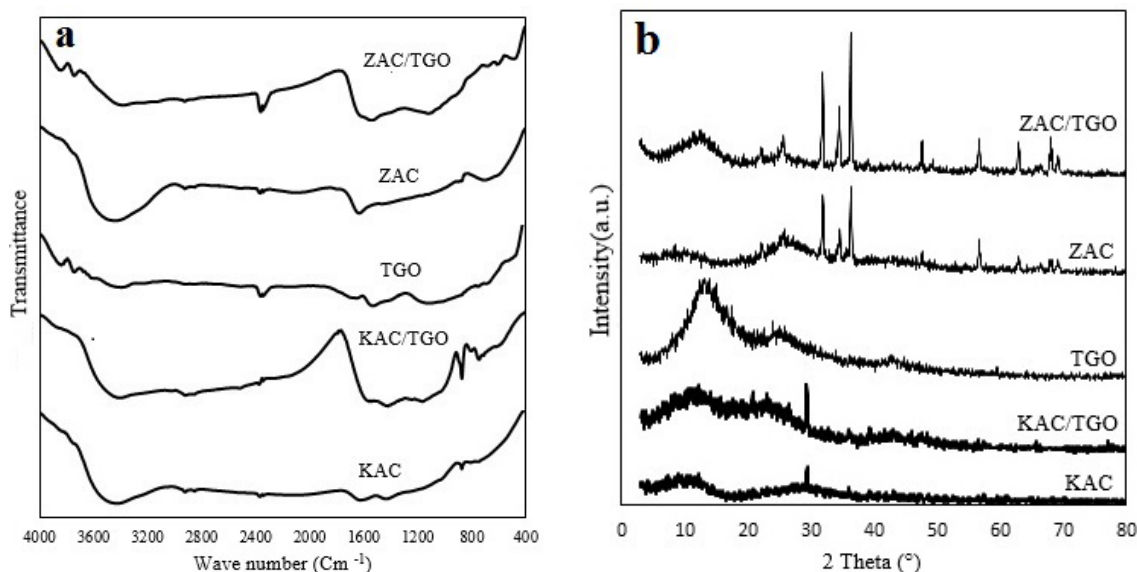 a
ZAC/TGO
ZAC
TGO
KAC/TGO
KAC
Transmittance
4000 3600 2800 2400 1600 1200 800 400
Wave number (Cm -1)
b
ZAC/TGO
ZAC
TGO
KAC/TGO
KAC
Intensity(a.u.)
0 10 20 30 40 50 60 70 80
2 Theta (°)